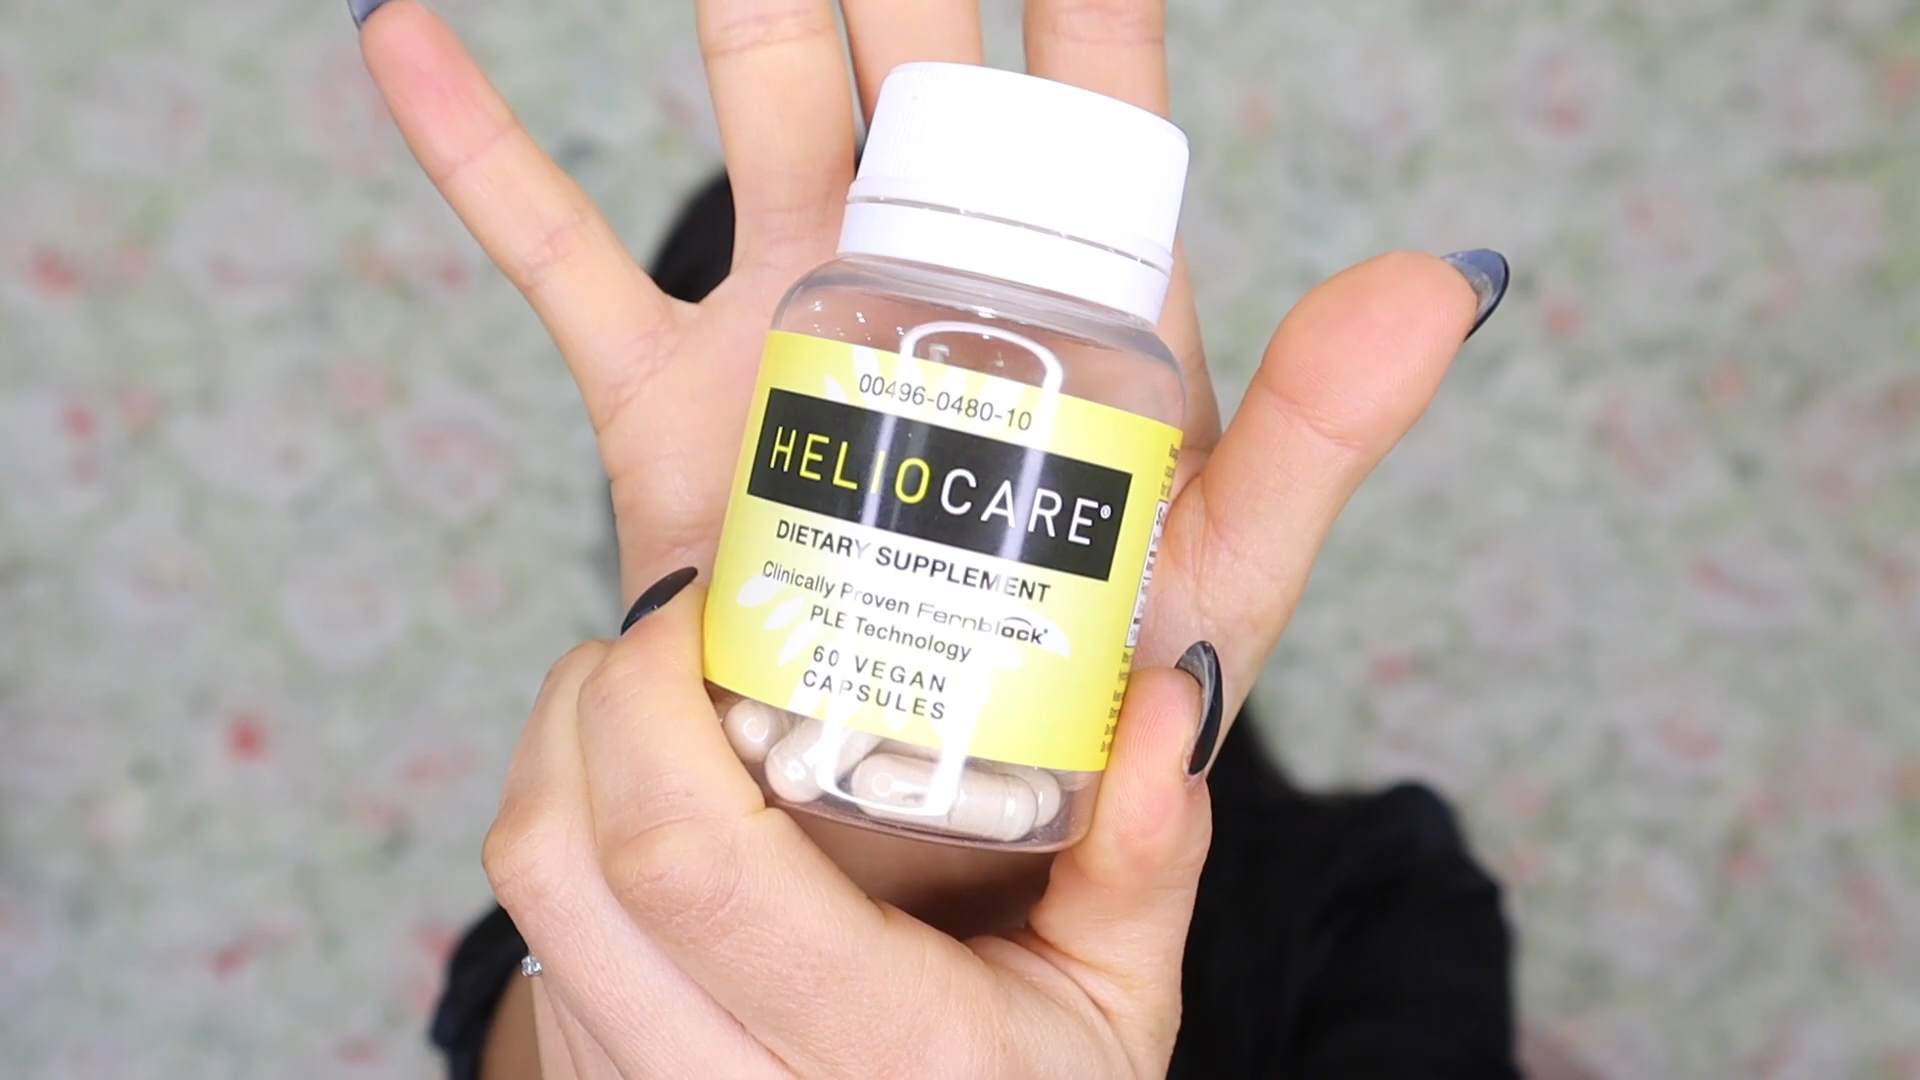 00496-0480-10
HELIOCARE®
DIETARY SUPPLEMENT
Clinically Proven Fernblock®
PLE Technology
60 VEGAN
CAPSULES